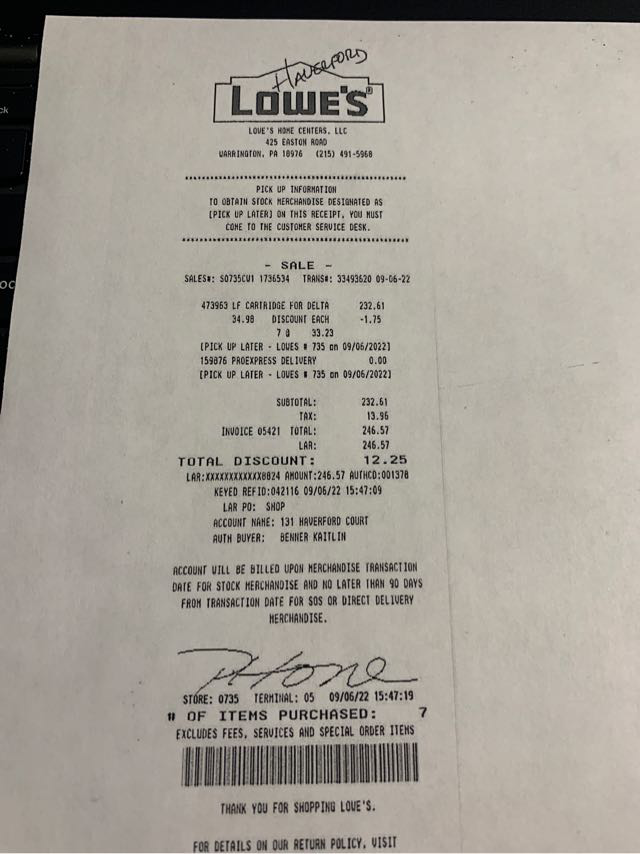 HAVERFORD
LOWE'S®
LOWE'S HOME CENTERS, LLC
425 EASTON ROAD
WARRINGTON, PA 18976 (215) 491-5968
PICK UP INFORMATION
TO OBTAIN STOCK MERCHANDISE DESIGNATED AS
[PICK UP LATER] ON THIS RECEIPT, YOU MUST
COME TO THE CUSTOMER SERVICE DESK.
- SALE -
SALES#: S0735CW1 1736534 TRANS#: 33493620 09-06-22
473963 LF CARTRIDGE FOR DELTA 232.61
34.98 DISCOUNT EACH -1.75
7 @ 33.23
[PICK UP LATER - LOWES # 735 on 09/06/2022]
159876 PROEXPRESS DELIVERY 0.00
[PICK UP LATER - LOWES # 735 on 09/06/2022]
SUBTOTAL: 232.61
TAX: 13.96
INVOICE 05421 TOTAL: 246.57
LAR: 246.57
TOTAL DISCOUNT: 12.25
LAR:XXXXXXXXXXXX8824 AMOUNT:246.57 AUTHCD:001378
KEYED REFID:042116 09/06/22 15:47:09
LAR PO: SHOP
ACCOUNT NAME: 131 HAVERFORD COURT
AUTH BUYER: BENNER KAITLIN
ACCOUNT WILL BE BILLED UPON MERCHANDISE TRANSACTION
DATE FOR STOCK MERCHANDISE AND NO LATER THAN 90 DAYS
FROM TRANSACTION DATE FOR SOS OR DIRECT DELIVERY
MERCHANDISE.
STORE: 0735 TERMINAL: 05 09/06/22 15:47:19
# OF ITEMS PURCHASED: 7
EXCLUDES FEES, SERVICES AND SPECIAL ORDER ITEMS
THANK YOU FOR SHOPPING LOWE'S.
FOR DETAILS ON OUR RETURN POLICY, VISIT